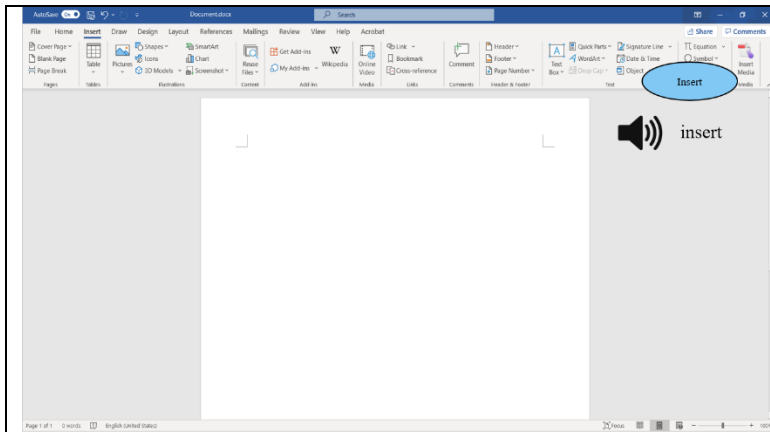 AutoSave On Document.docx Search
File Home Insert Draw Design Layout References Mailings Review View Help Acrobat Share Comments
Cover Page Shapes SmartArt Link Header Quick Parts Signature Line Equation
Blank Page Icons Chart Get Add-ins Bookmark Footer WordArt Date & Time Symbol
Page Break 3D Models Screenshot My Add-ins Cross-reference Page Number Drop Cap Object
Table Pictures Reuse Files Wikipedia Online Video Comment Text Box Insert Media
Pages Tables Illustrations Content Add-ins Media Links Comments Header & Footer Text Media
Insert
insert
Page 1 of 1 0 words English (United States) Focus 100%